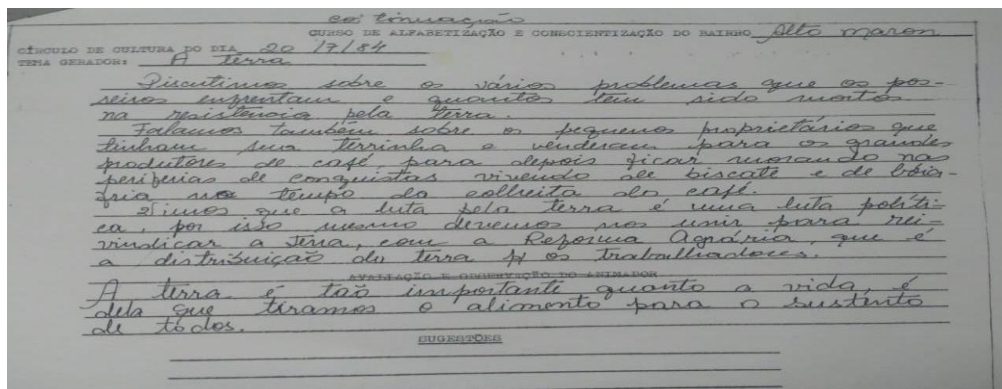 continuação
CURSO DE ALFABETIZAÇÃO E CONSCIENTIZAÇÃO DO BAIRRO Alto maron
CÍRCULO DE CULTURA DO DIA 20 /7/84
TEMA GERADOR: A terra
Discutimos sobre os vários problemas que os pos-
seiros enfrentam e quantos tem sido mortos
na resistência pela terra.
Falamos também sobre os pequenos proprietários que
tinham sua terrinha e venderam para os grandes
produtores de café, para depois ficar morando nas
periferias de conquistas vivendo de biscate e de bóia-
fria no tempo da colheita do café.
Vimos que a luta pela terra é uma luta políti-
ca, por isso mesmo devemos nos unir para rei-
vindicar a Terra, com a Reforma Agrária, que é
a distribuição da terra p/ os trabalhadores.
AVALIAÇÃO E OBSERVAÇÃO DO ANIMADOR
A terra é tão importante quanto a vida, é
dela que tiramos o alimento para o sustento
de todos.
SUGESTÕES